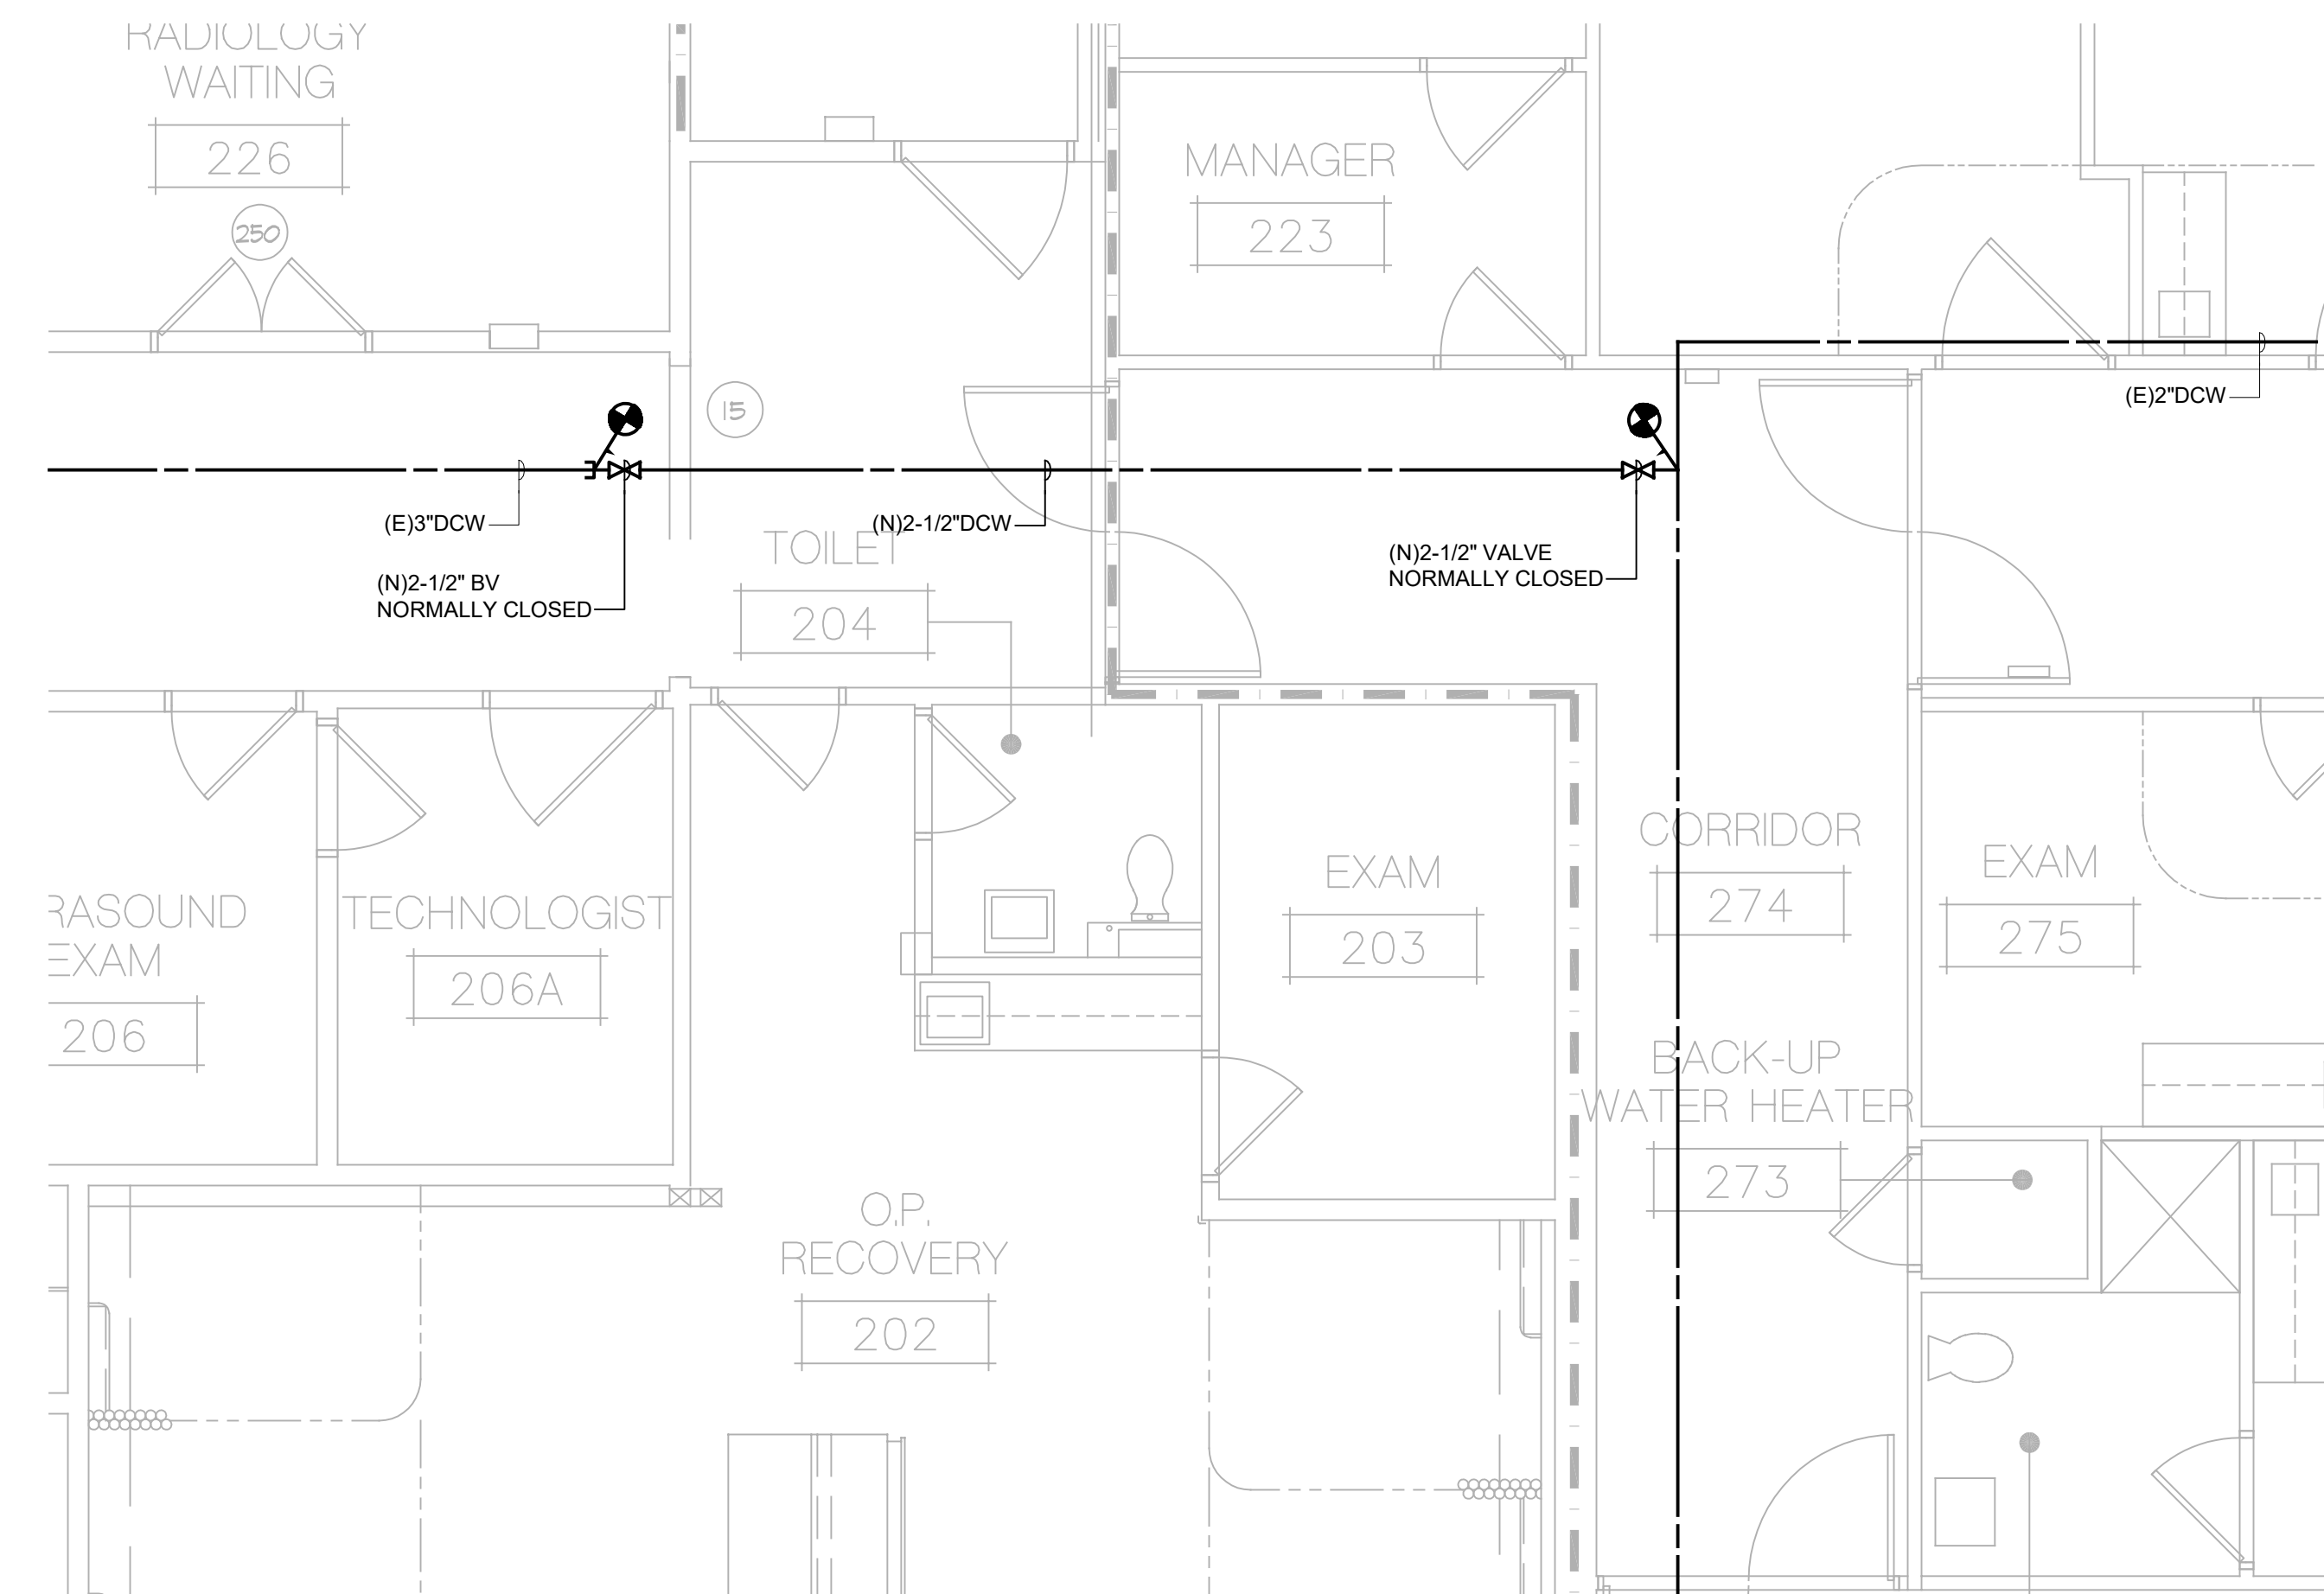 RADIOLOGY
WAITING
226
250
MANAGER
223
15
(E)2"DCW
(E)3"DCW
(N)2-1/2"DCW
TOILET
204
(N)2-1/2" BV
NORMALLY CLOSED
(N)2-1/2" VALVE
NORMALLY CLOSED
RASOUND
EXAM
206
TECHNOLOGIST
206A
EXAM
203
CORRIDOR
274
EXAM
275
BACK-UP
WATER HEATER
273
O.P.
RECOVERY
202